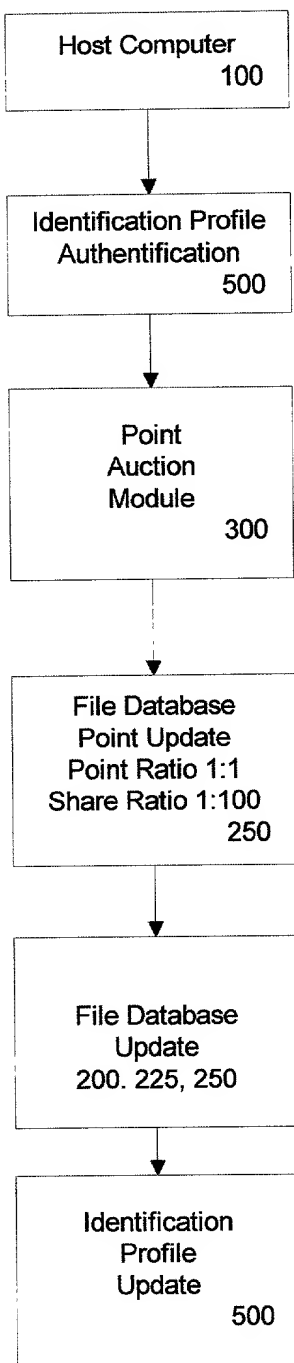 Host Computer
100
Identification Profile
Authentification
500
Point
Auction
Module
300
File Database
Point Update
Point Ratio 1:1
Share Ratio 1:100
250
File Database
Update
200. 225, 250
Identification
Profile
Update
500